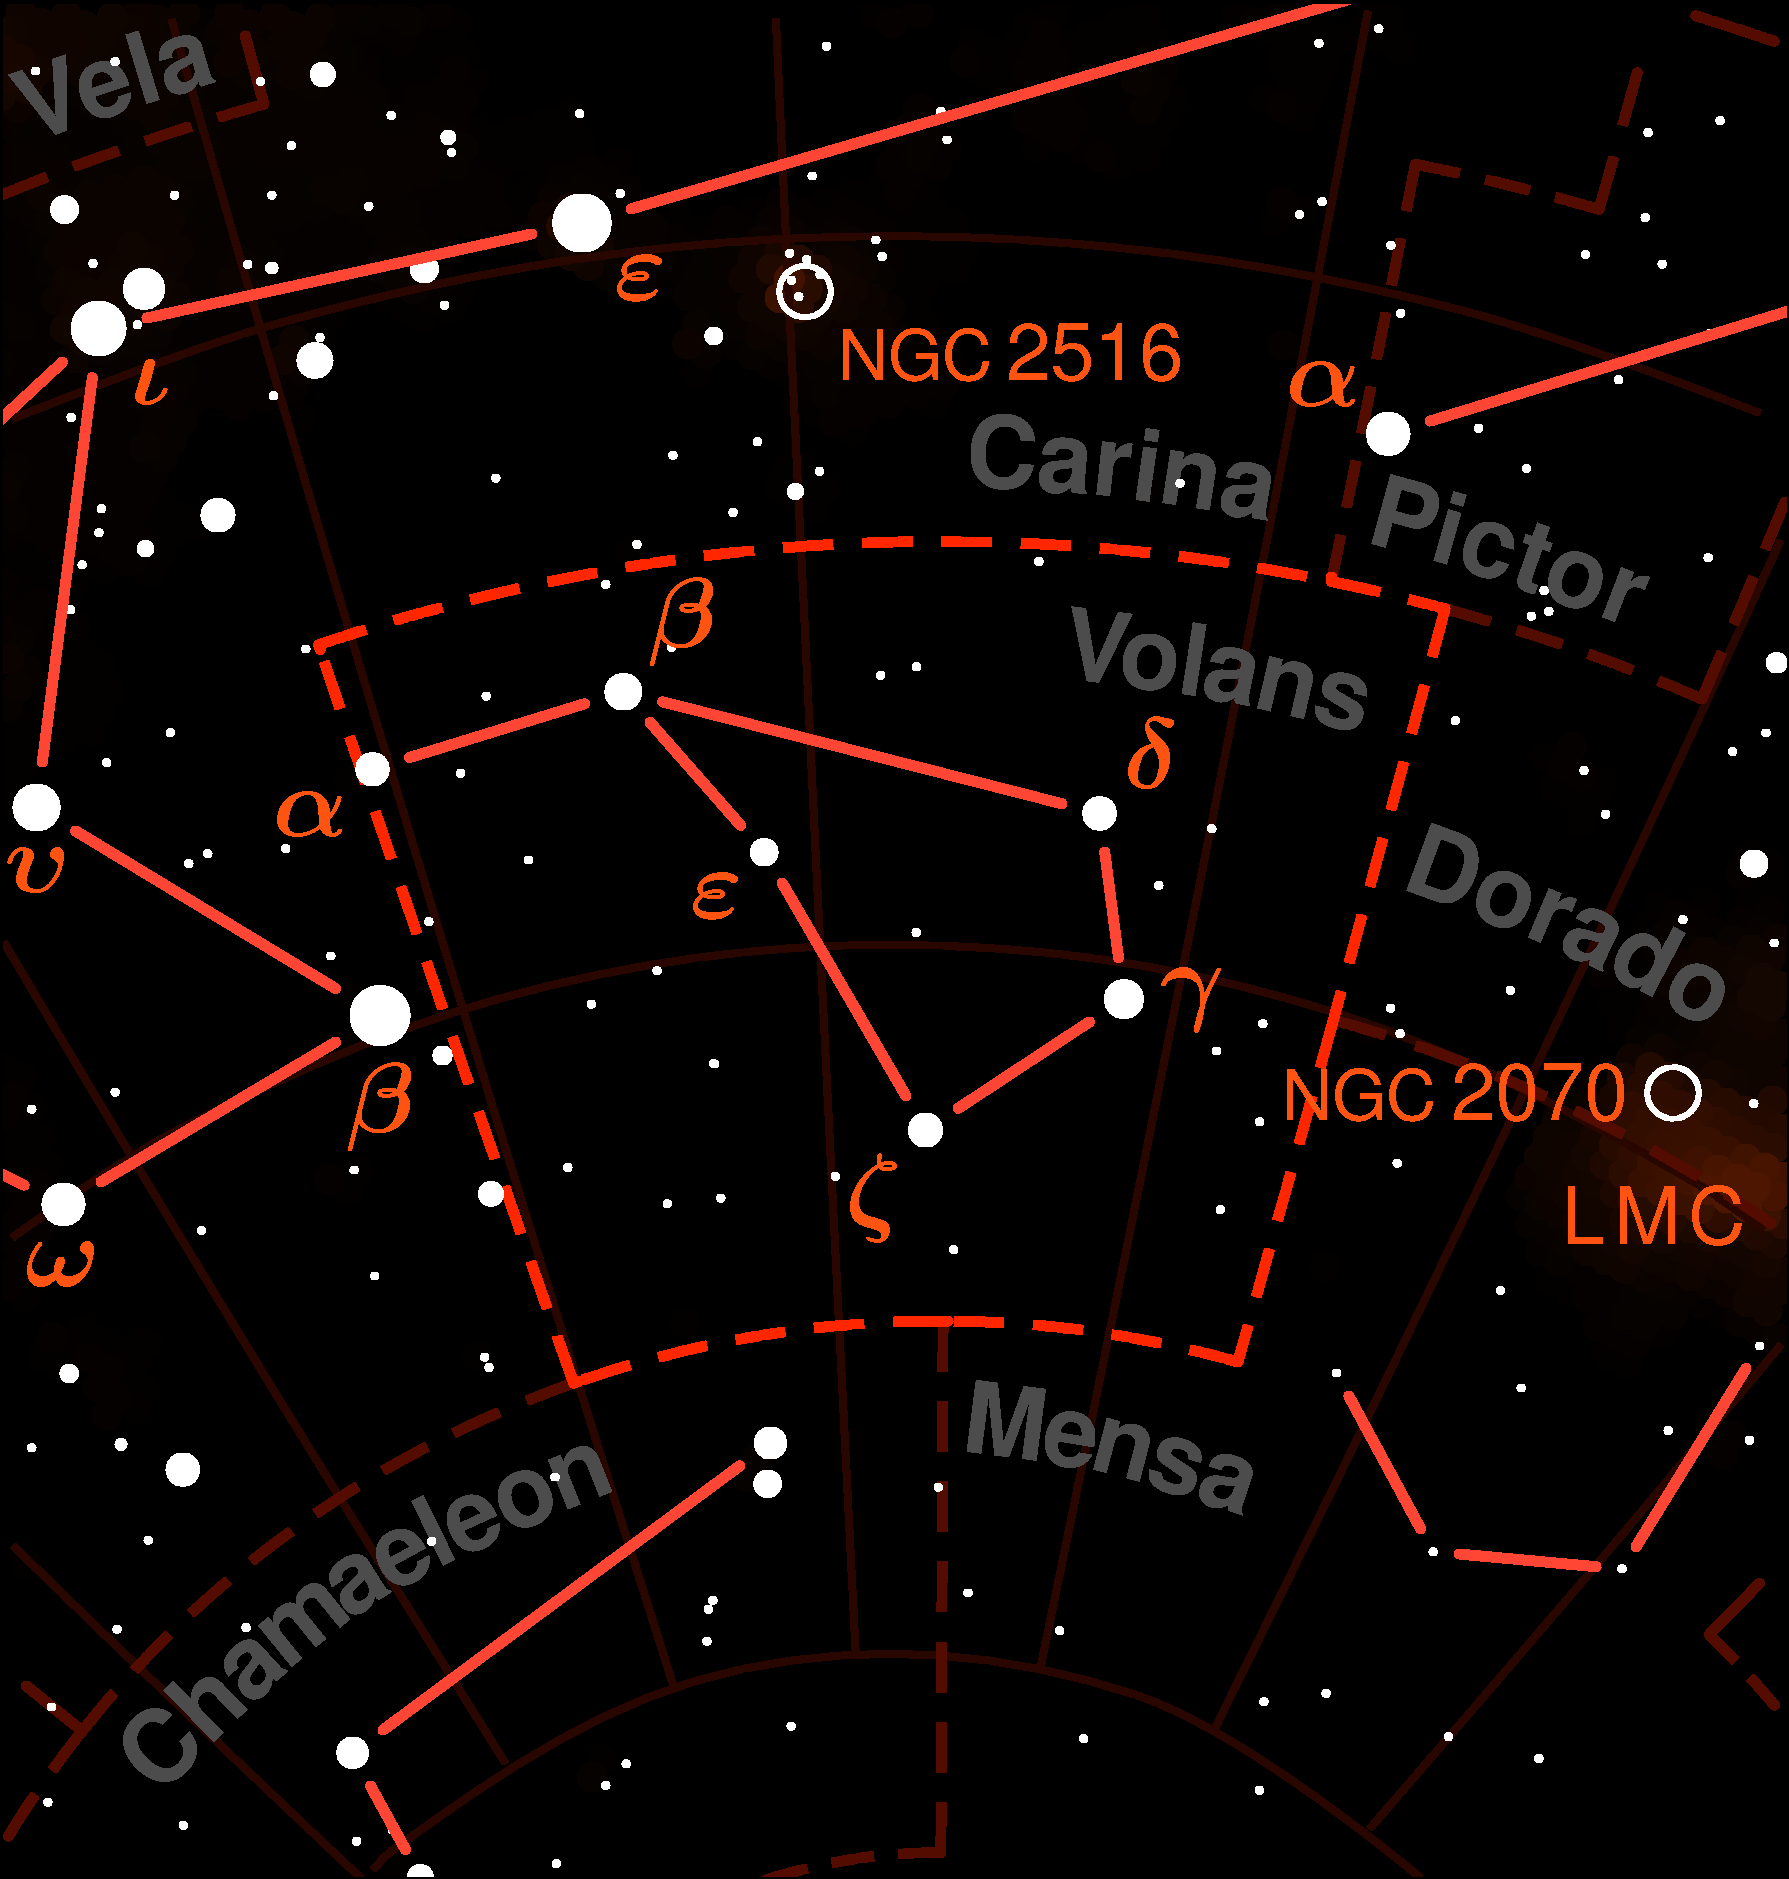 Vela
ε
NGC 2516
ι
α
Carina
Pictor
β
Volans
δ
α
υ
ε
Dorado
γ
β
NGC 2070
ζ
LMC
ω
Mensa
Chamaeleon